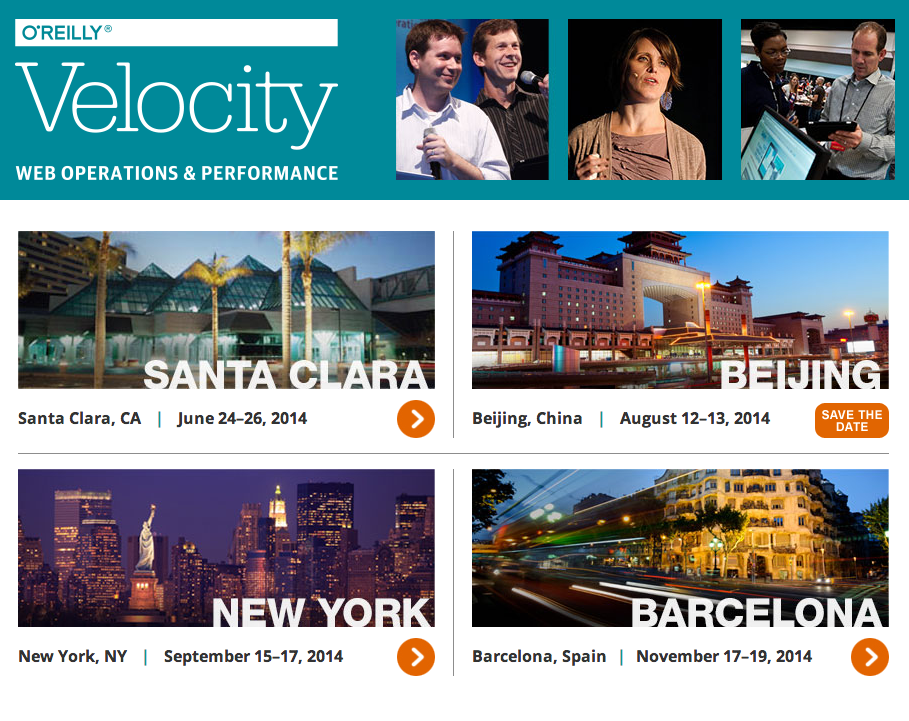 O'REILLY®
Velocity
WEB OPERATIONS & PERFORMANCE
SANTA CLARA
Santa Clara, CA | June 24–26, 2014
BEIJING
Beijing, China | August 12–13, 2014
SAVE THE
DATE
NEW YORK
New York, NY | September 15–17, 2014
BARCELONA
Barcelona, Spain | November 17–19, 2014